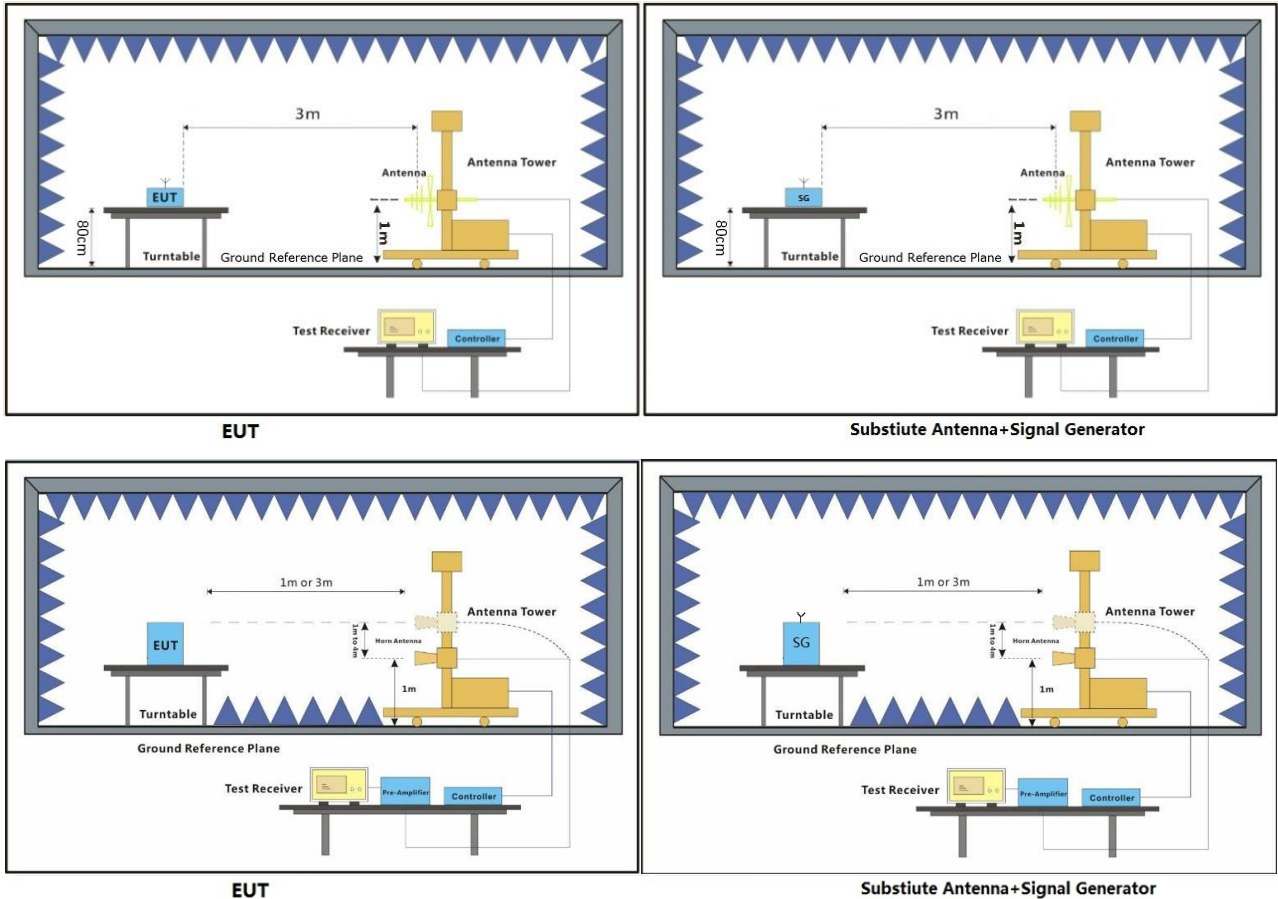 3m
Antenna Tower
Antenna
EUT
80cm
1m
Turntable
Ground Reference Plane
Test Receiver
Controller
EUT
3m
Antenna Tower
Antenna
SG
80cm
1m
Turntable
Ground Reference Plane
Test Receiver
Controller
Substiute Antenna+Signal Generator
1m or 3m
Antenna Tower
1m to 4m
Horn Antenna
EUT
1m
Turntable
Ground Reference Plane
Test Receiver
Pre-Amplifier
Controller
EUT
1m or 3m
Antenna Tower
1m to 4m
Horn Antenna
SG
1m
Turntable
Ground Reference Plane
Test Receiver
Pre-Amplifier
Controller
Substiute Antenna+Signal Generator